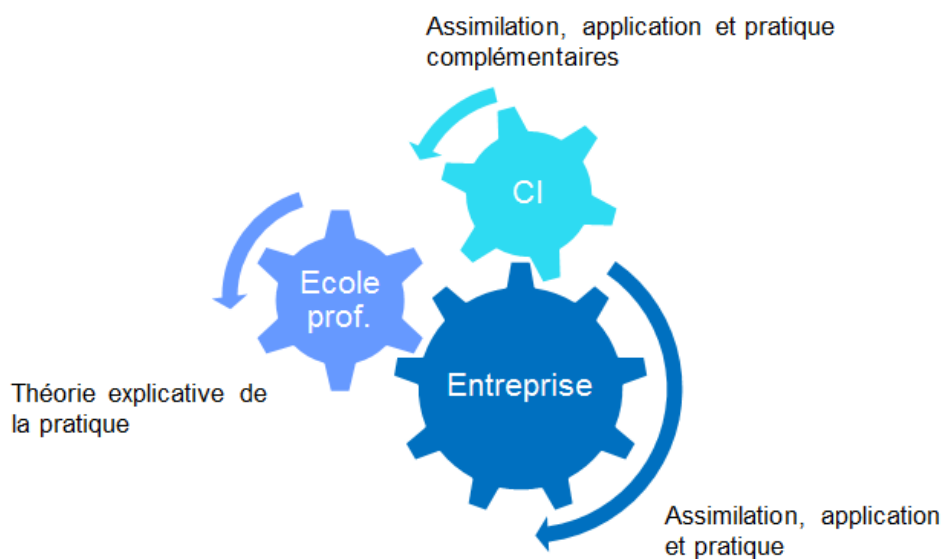 Assimilation, application et pratique
complémentaires
CI
Ecole
prof.
Entreprise
Théorie explicative de
la pratique
Assimilation, application
et pratique